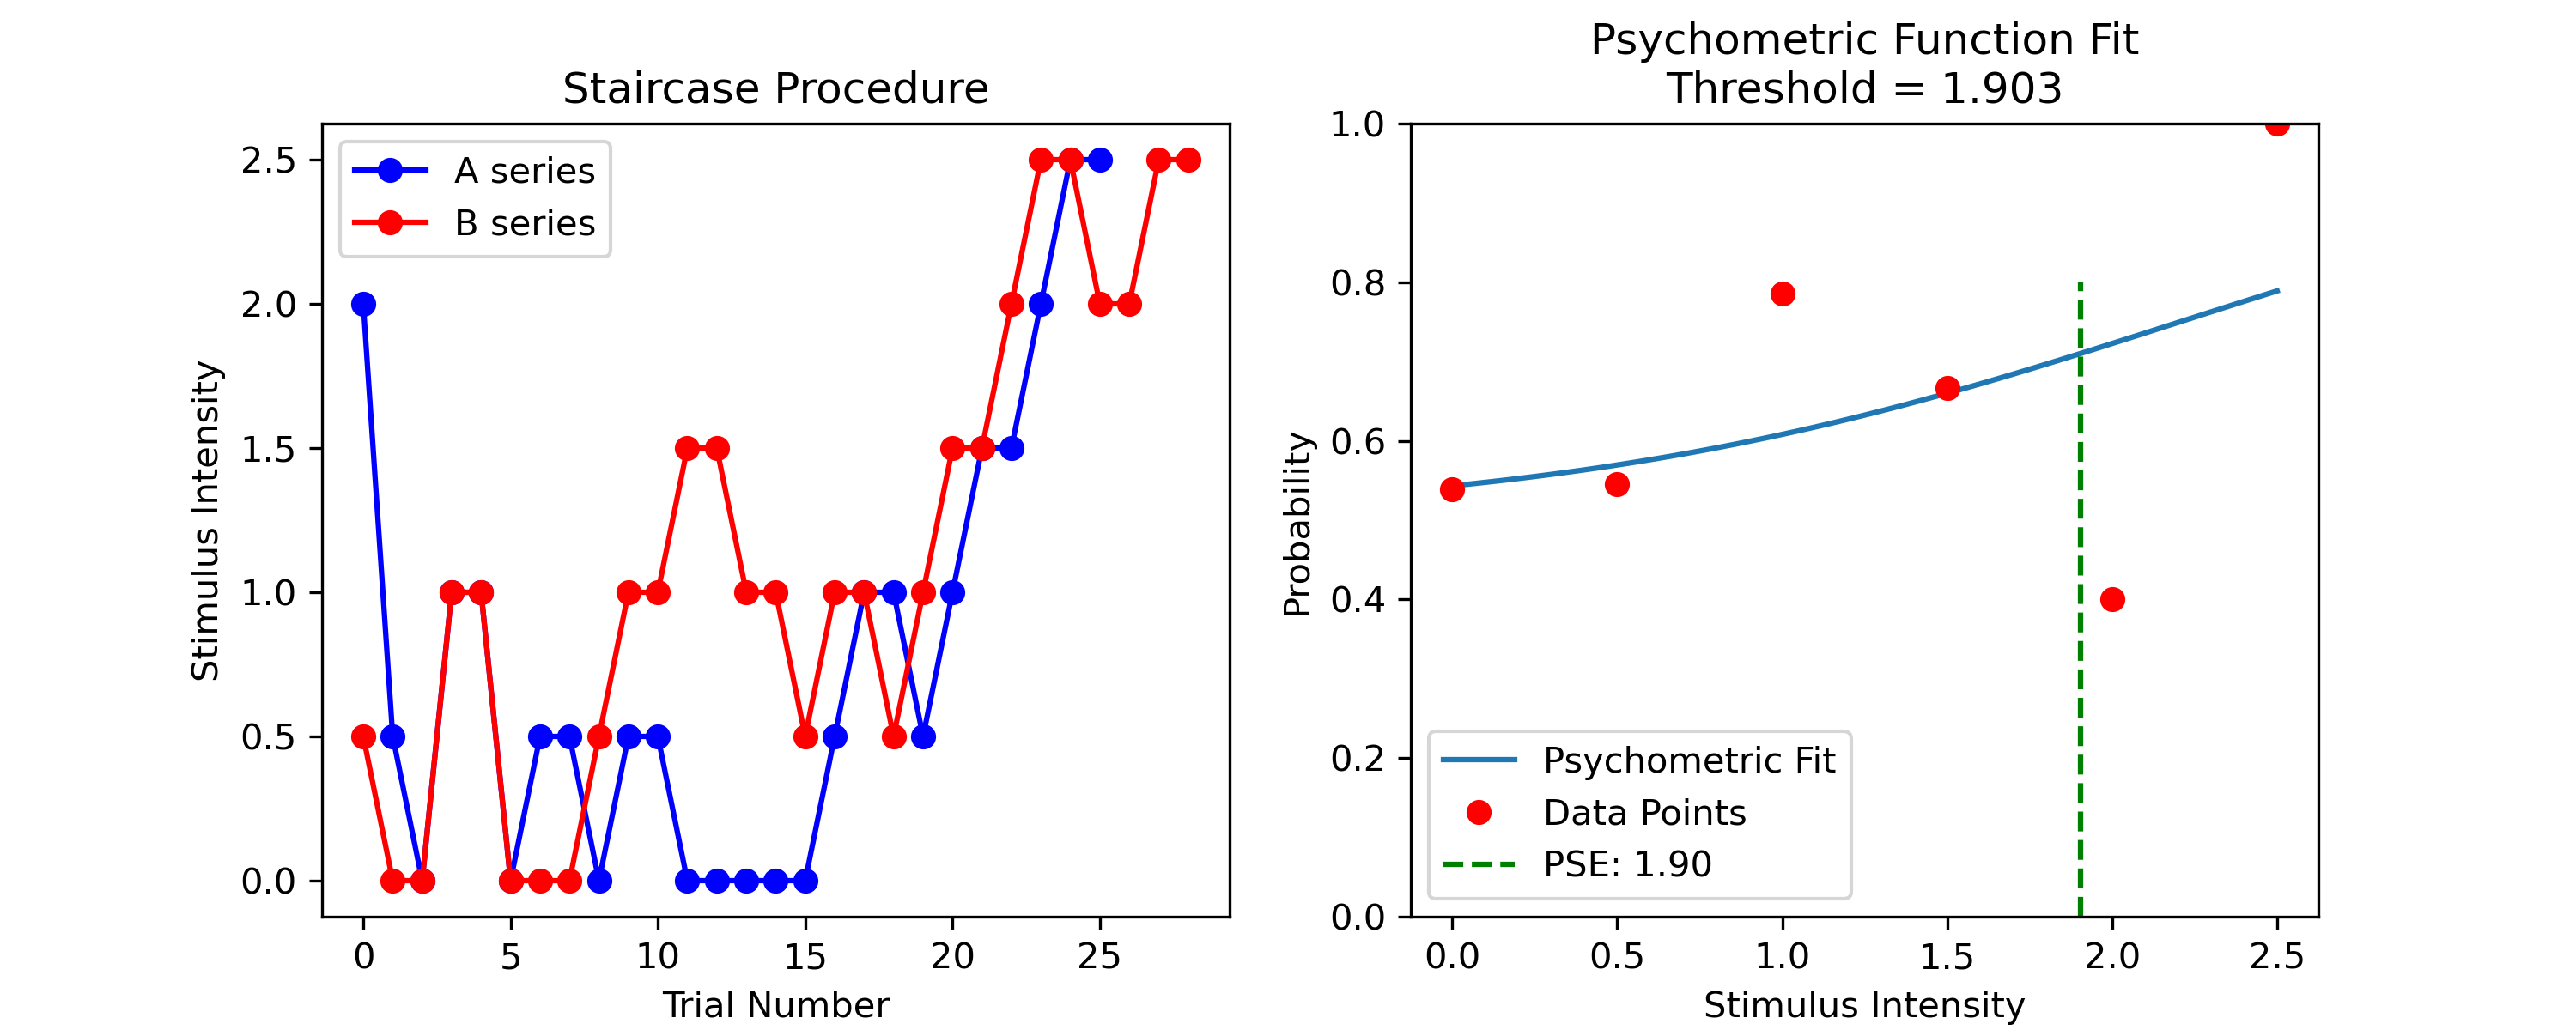 Staircase Procedure
A series
B series
2.5
2.0
1.5
1.0
0.5
0.0
Stimulus Intensity
0 5 10 15 20 25
Trial Number
Psychometric Function Fit
Threshold = 1.903
1.0
0.8
0.6
0.4
0.2
0.0
Probability
Psychometric Fit
Data Points
PSE: 1.90
0.0 0.5 1.0 1.5 2.0 2.5
Stimulus Intensity